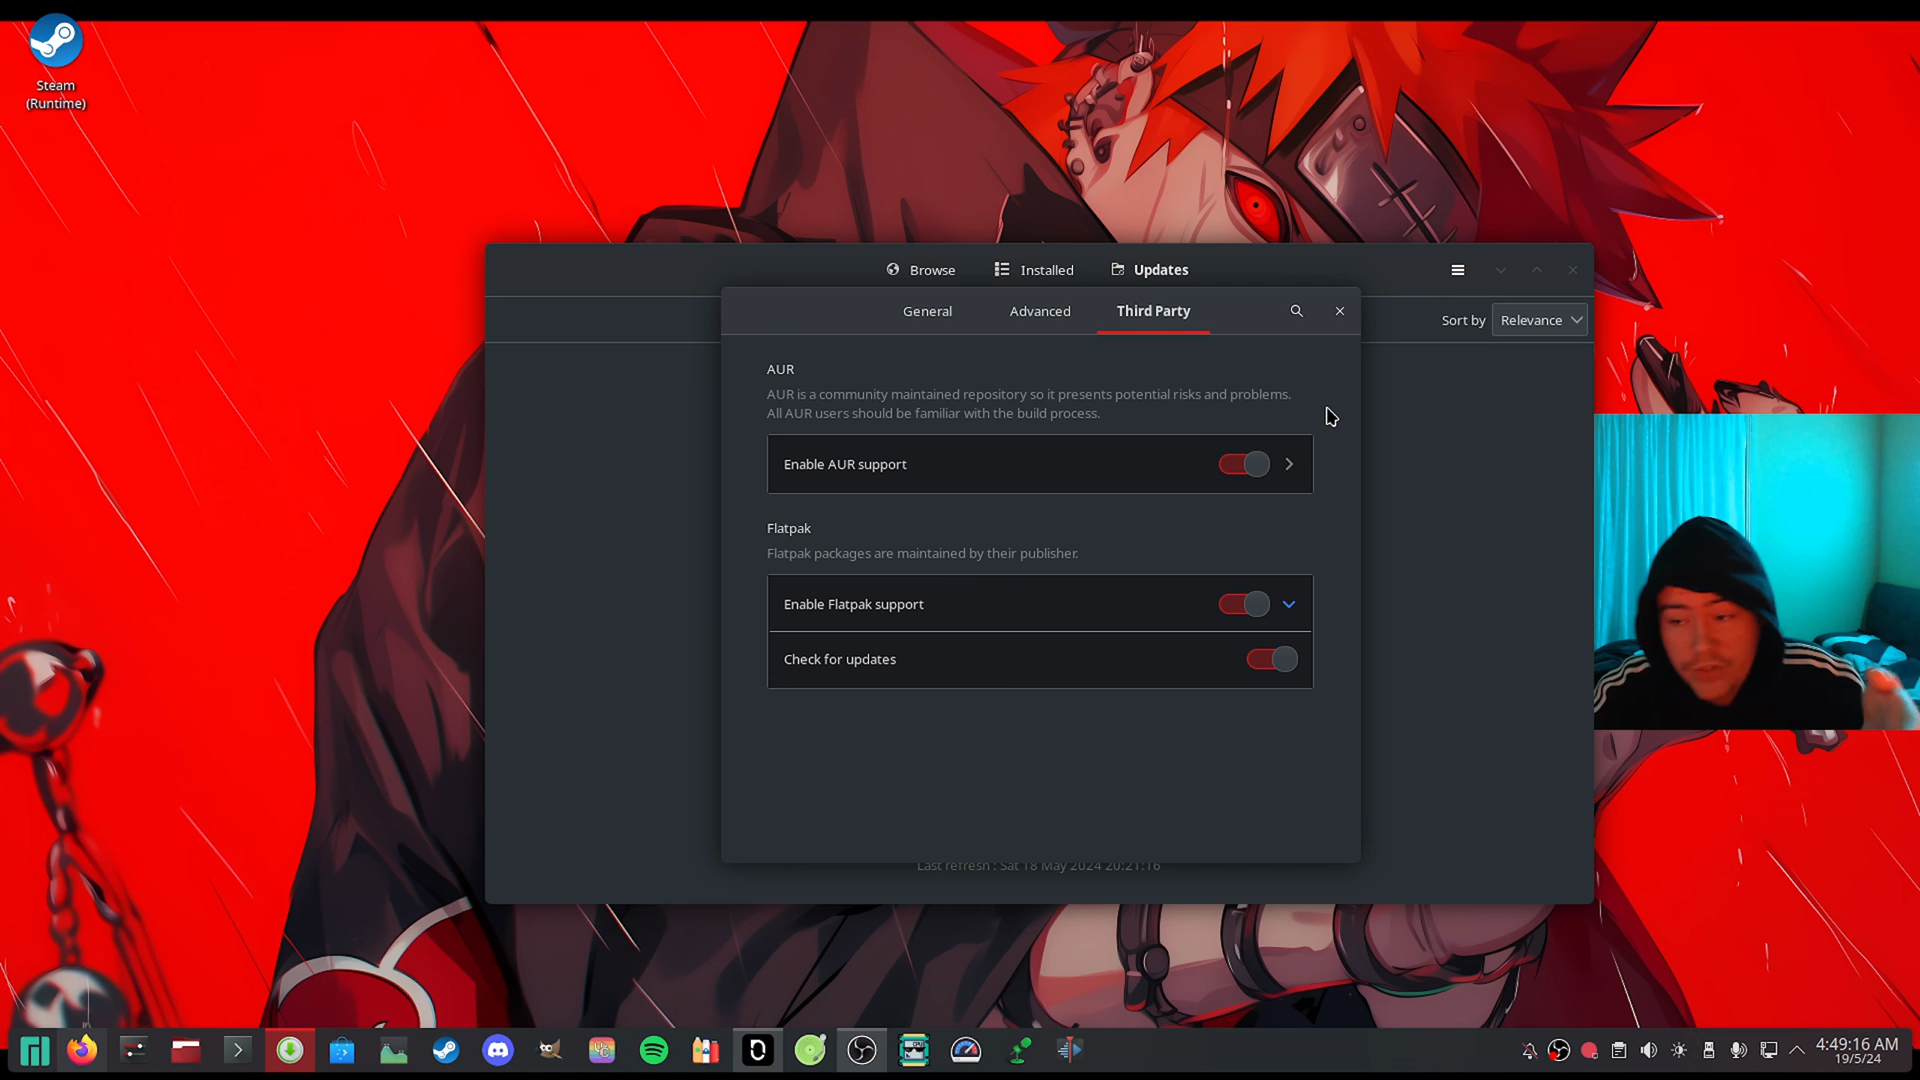 Steam
(Runtime)
Browse
Installed
Updates
General
Advanced
Third Party
Sort by
Relevance
AUR
AUR is a community maintained repository so it presents potential risks and problems.
All AUR users should be familiar with the build process.
Enable AUR support
Flatpak
Flatpak packages are maintained by their publisher.
Enable Flatpak support
Check for updates
Last refresh : Sat 18 May 2024 20:21:16
4:49:16 AM
19/5/24